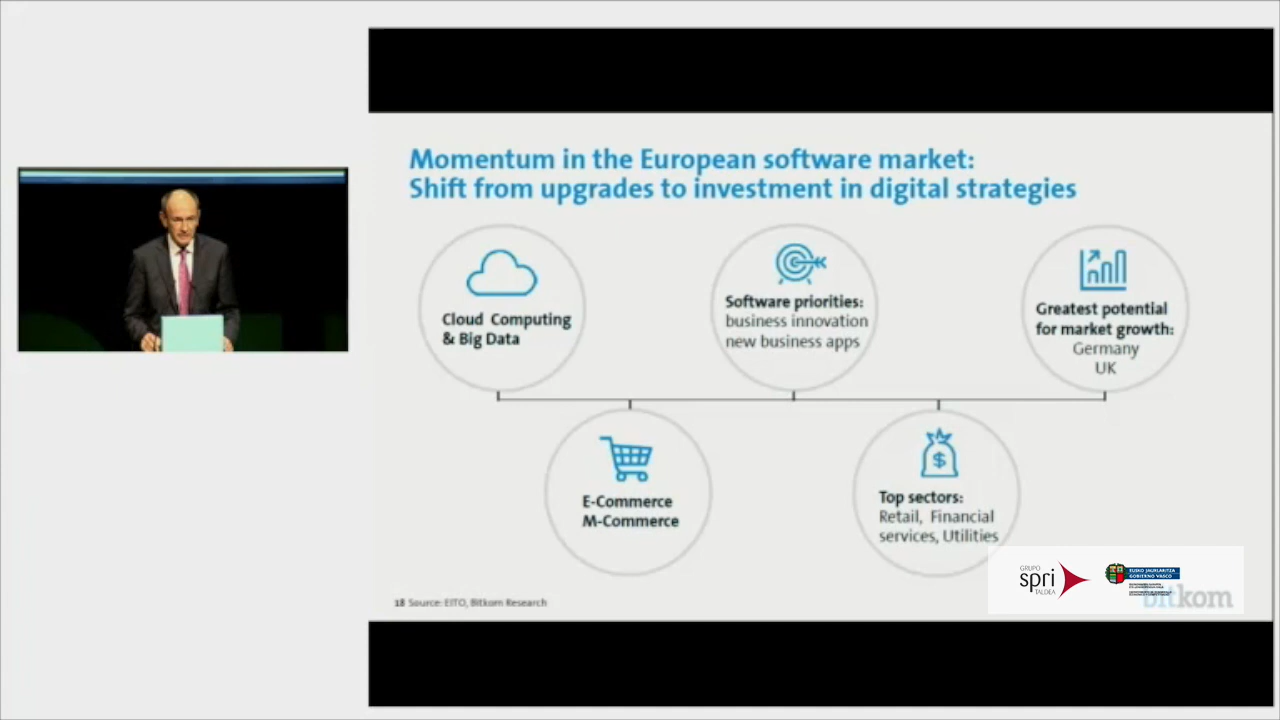 Momentum in the European software market:
Shift from upgrades to investment in digital strategies
Cloud Computing
& Big Data
Software priorities:
business innovation
new business apps
Greatest potential
for market growth:
Germany
UK
E-Commerce
M-Commerce
Top sectors:
Retail, Financial
services, Utilities
18 Source: EITO, Bitkom Research
GRUPO
spri
TALDEA
EUSKO JAURLARITZA
GOBIERNO VASCO
bitkom